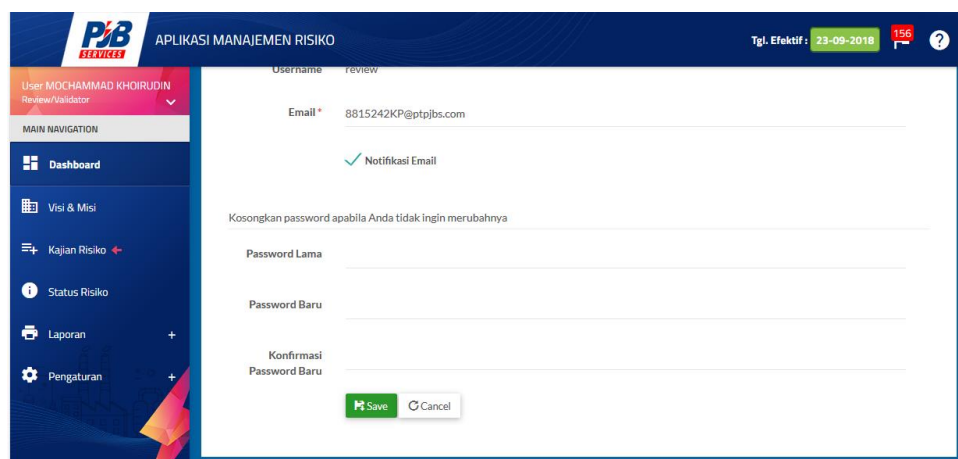 PJB
SERVICES
APLIKASI MANAJEMEN RISIKO
Tgl. Efektif : 23-09-2018
156
?
User MOCHAMMAD KHOIRUDIN
Review/Validator
MAIN NAVIGATION
Dashboard
Visi & Misi
Kajian Risiko
Status Risiko
Laporan +
Pengaturan +
Username review
Email * 8815242KP@ptpjbs.com
Notifikasi Email
Kosongkan password apabila Anda tidak ingin merubahnya
Password Lama
Password Baru
Konfirmasi
Password Baru
Save Cancel